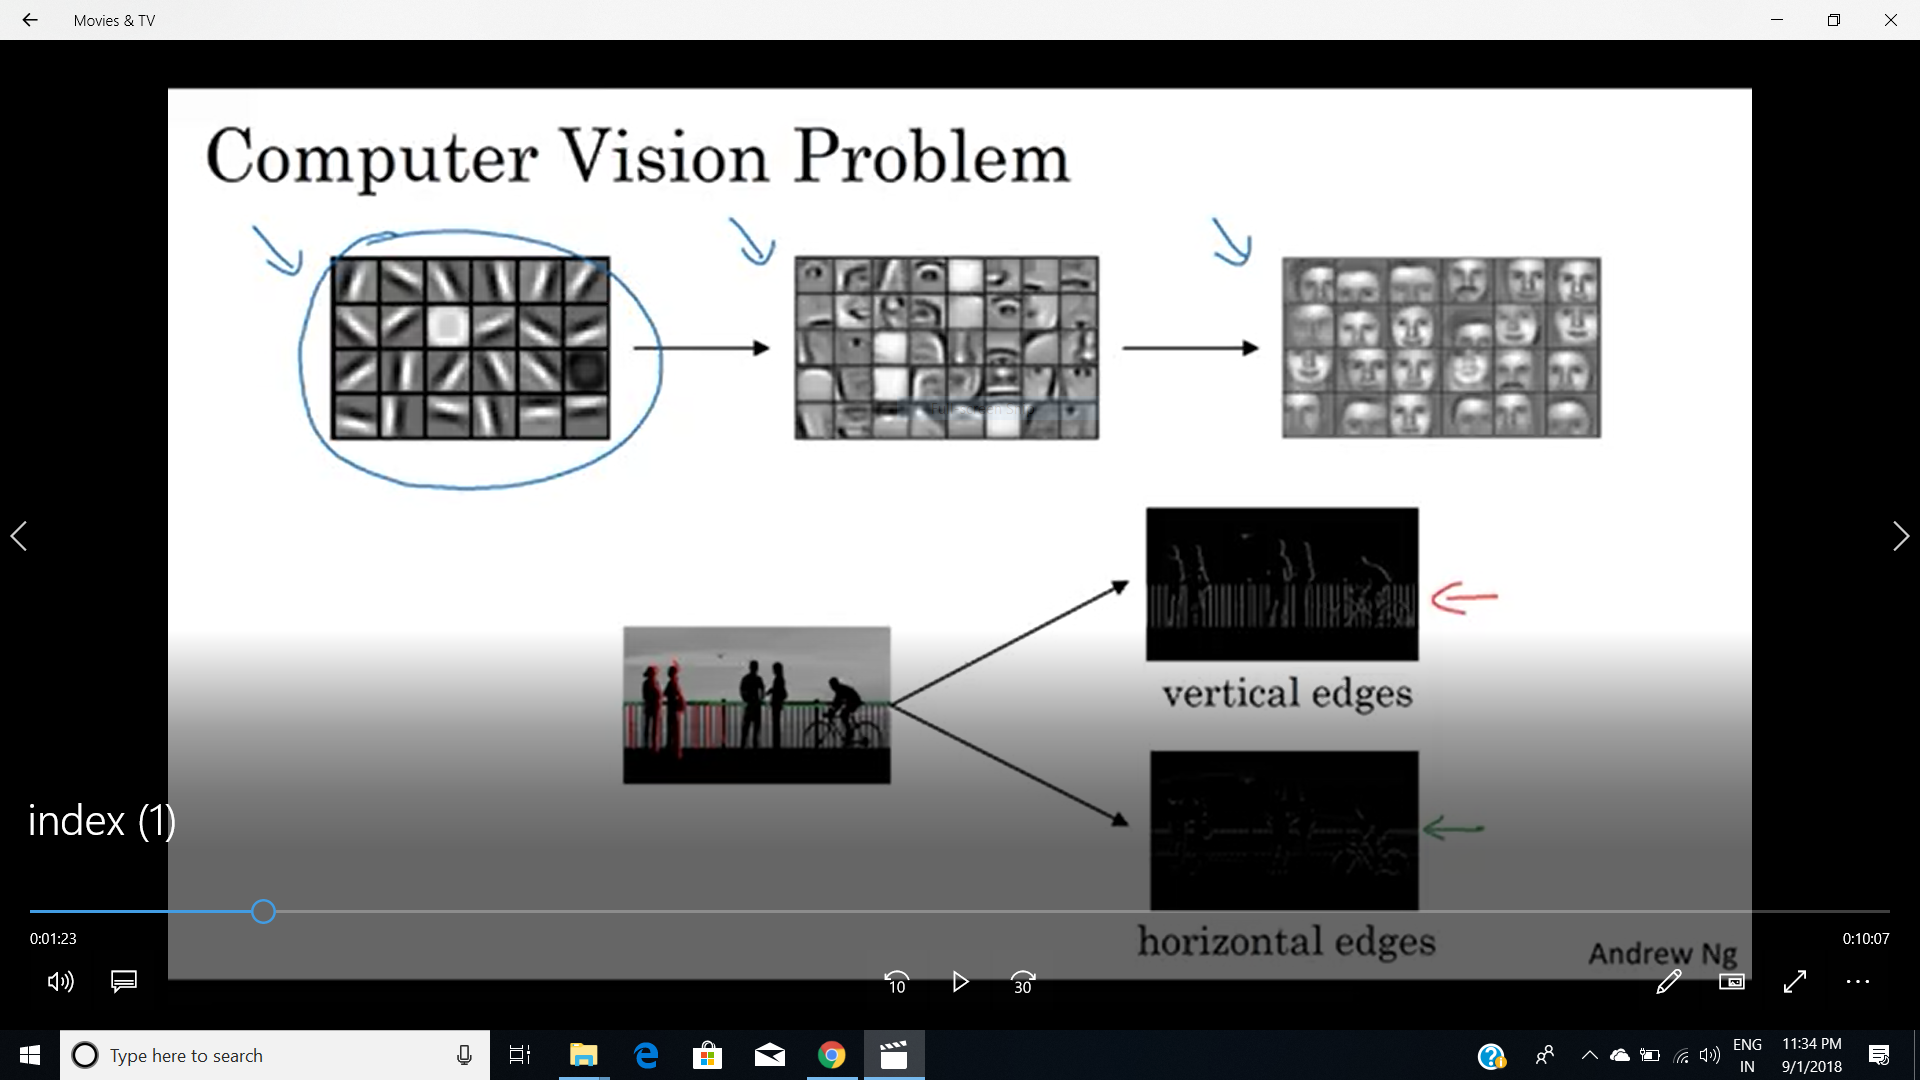 Movies & TV
Computer Vision Problem
vertical edges
index (1)
horizontal edges
Andrew Ng
0:01:23
0:10:07
10
30
Type here to search
ENG
IN
11:34 PM
9/1/2018